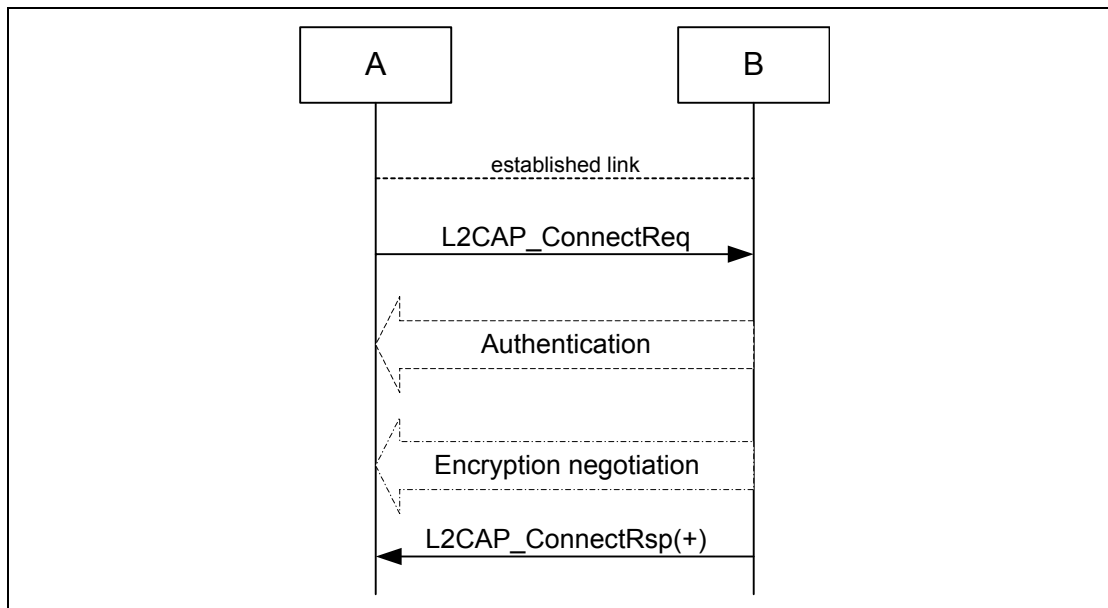 A
B
established link
L2CAP_ConnectReq
Authentication
Encryption negotiation
L2CAP_ConnectRsp(+)